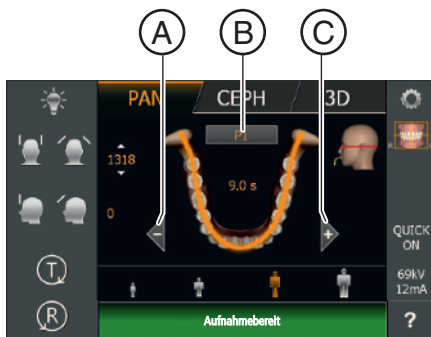 A B C
PAN CEPH 3D
P1
1318
9.0 s
0
− +
QUICK
ON
T
69kV
12mA
R
Aufnahmebereit
?